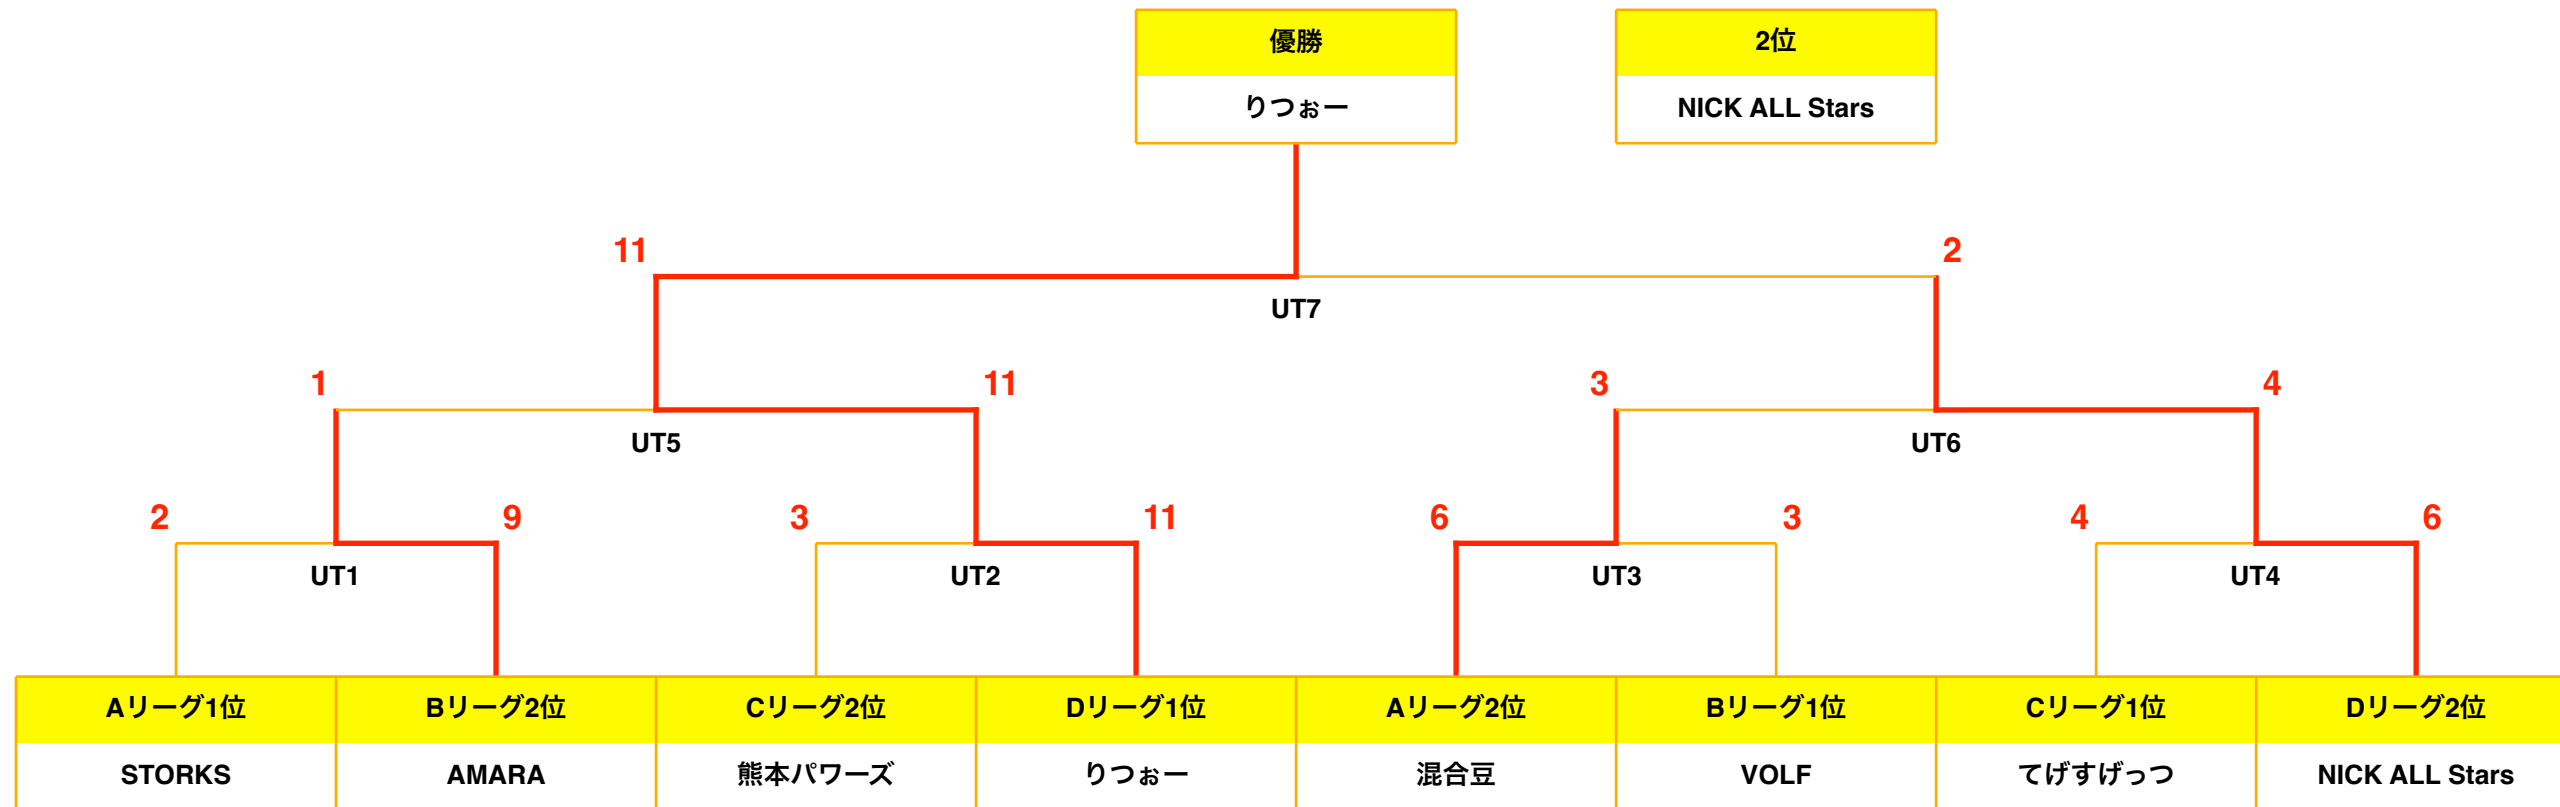 優勝
2位
りつぉー
NICK ALL Stars
11
2
UT7
1
11
3
4
UT5
UT6
2
9
3
11
6
3
4
6
UT1
UT2
UT3
UT4
Aリーグ1位
Bリーグ2位
Cリーグ2位
Dリーグ1位
Aリーグ2位
Bリーグ1位
Cリーグ1位
Dリーグ2位
STORKS
AMARA
熊本パワーズ
りつぉー
混合豆
VOLF
てげすげっつ
NICK ALL Stars